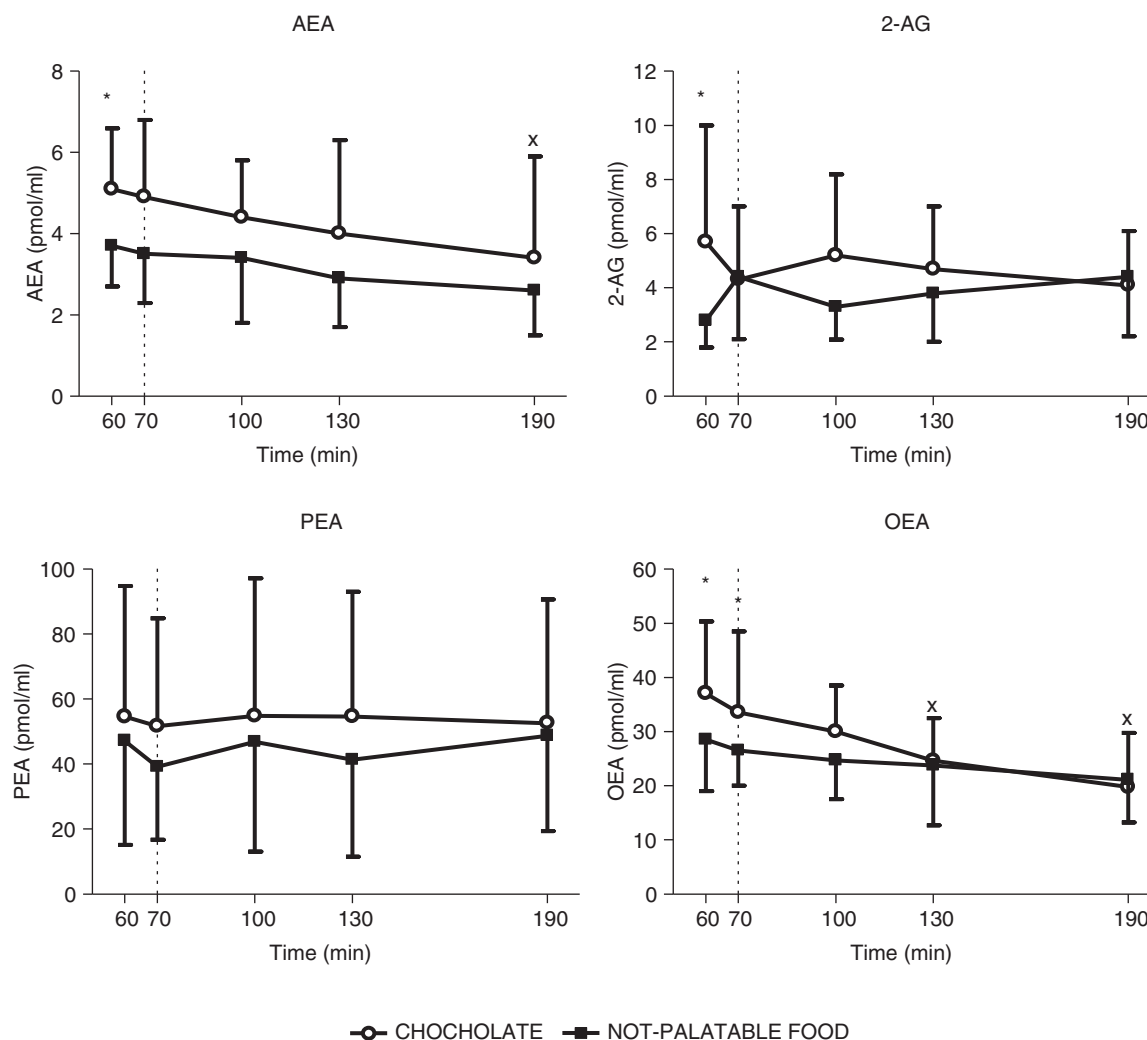 AEA
8
6
4
2
0
AEA (pmol/ml)
*
x
60 70 100 130 190
Time (min)
2-AG
12
10
8
6
4
2
0
2-AG (pmol/ml)
*
60 70 100 130 190
Time (min)
PEA
100
80
60
40
20
0
PEA (pmol/ml)
60 70 100 130 190
Time (min)
OEA
60
50
40
30
20
10
0
OEA (pmol/ml)
*
*
x
x
60 70 100 130 190
Time (min)
CHOCHOLATE NOT-PALATABLE FOOD